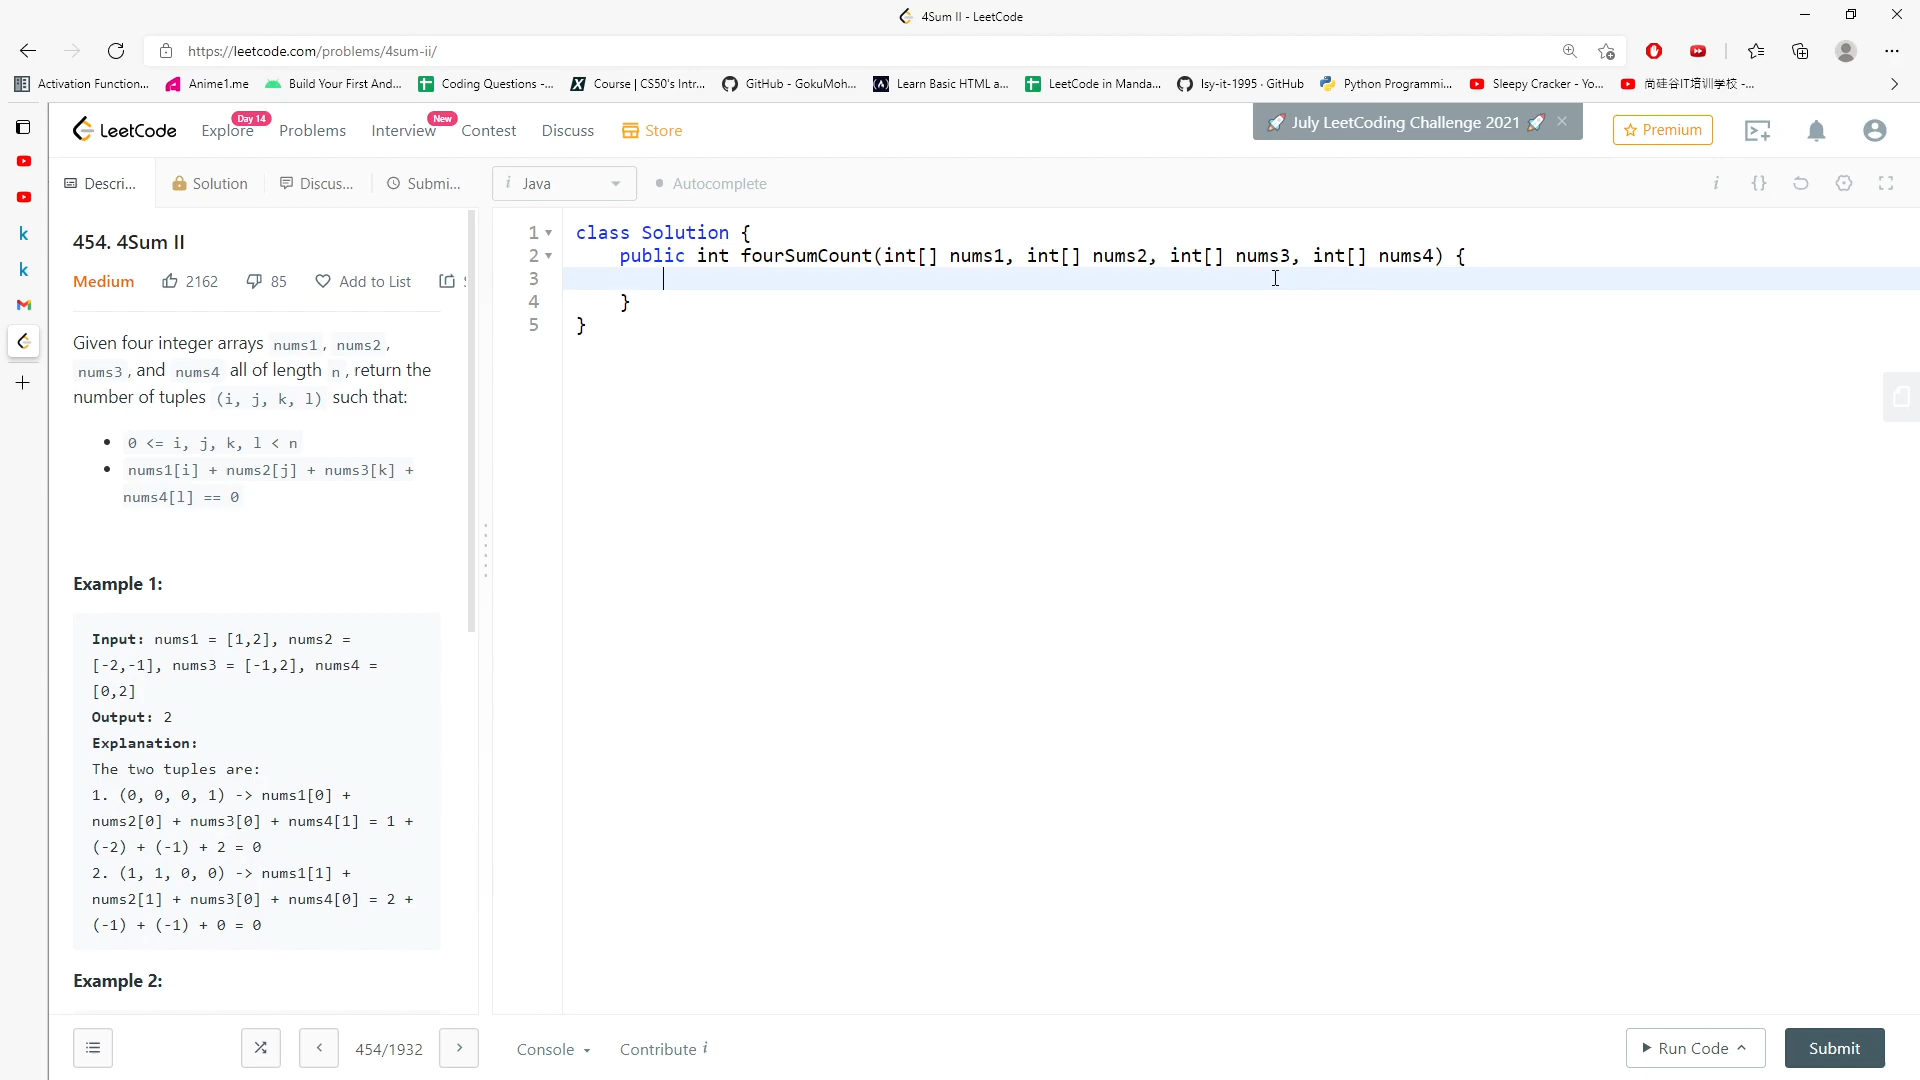 4Sum II - LeetCode
https://leetcode.com/problems/4sum-ii/
Activation Function... Anime1.me Build Your First And... Coding Questions -... Course | CS50's Intr... GitHub - GokuMoh... Learn Basic HTML a... LeetCode in Manda... lsy-it-1995 · GitHub Python Programmi... Sleepy Cracker - Yo... 尚硅谷IT培训学校 -...
LeetCode Explore Day 14 Problems Interview New Contest Discuss Store July LeetCoding Challenge 2021 Premium
Descri... Solution Discus... Submi... i Java Autocomplete
454. 4Sum II
Medium 2162 85 Add to List
Given four integer arrays nums1, nums2,
nums3, and nums4 all of length n, return the
number of tuples (i, j, k, l) such that:
0 <= i, j, k, l < n
nums1[i] + nums2[j] + nums3[k] +
nums4[l] == 0
Example 1:
Input: nums1 = [1,2], nums2 =
[-2,-1], nums3 = [-1,2], nums4 =
[0,2]
Output: 2
Explanation:
The two tuples are:
1. (0, 0, 0, 1) -> nums1[0] +
nums2[0] + nums3[0] + nums4[1] = 1 +
(-2) + (-1) + 2 = 0
2. (1, 1, 0, 0) -> nums1[1] +
nums2[1] + nums3[0] + nums4[0] = 2 +
(-1) + (-1) + 0 = 0
Example 2:
1 class Solution {
2 public int fourSumCount(int[] nums1, int[] nums2, int[] nums3, int[] nums4) {
3
4 }
5 }
454/1932 Console Contribute i Run Code Submit